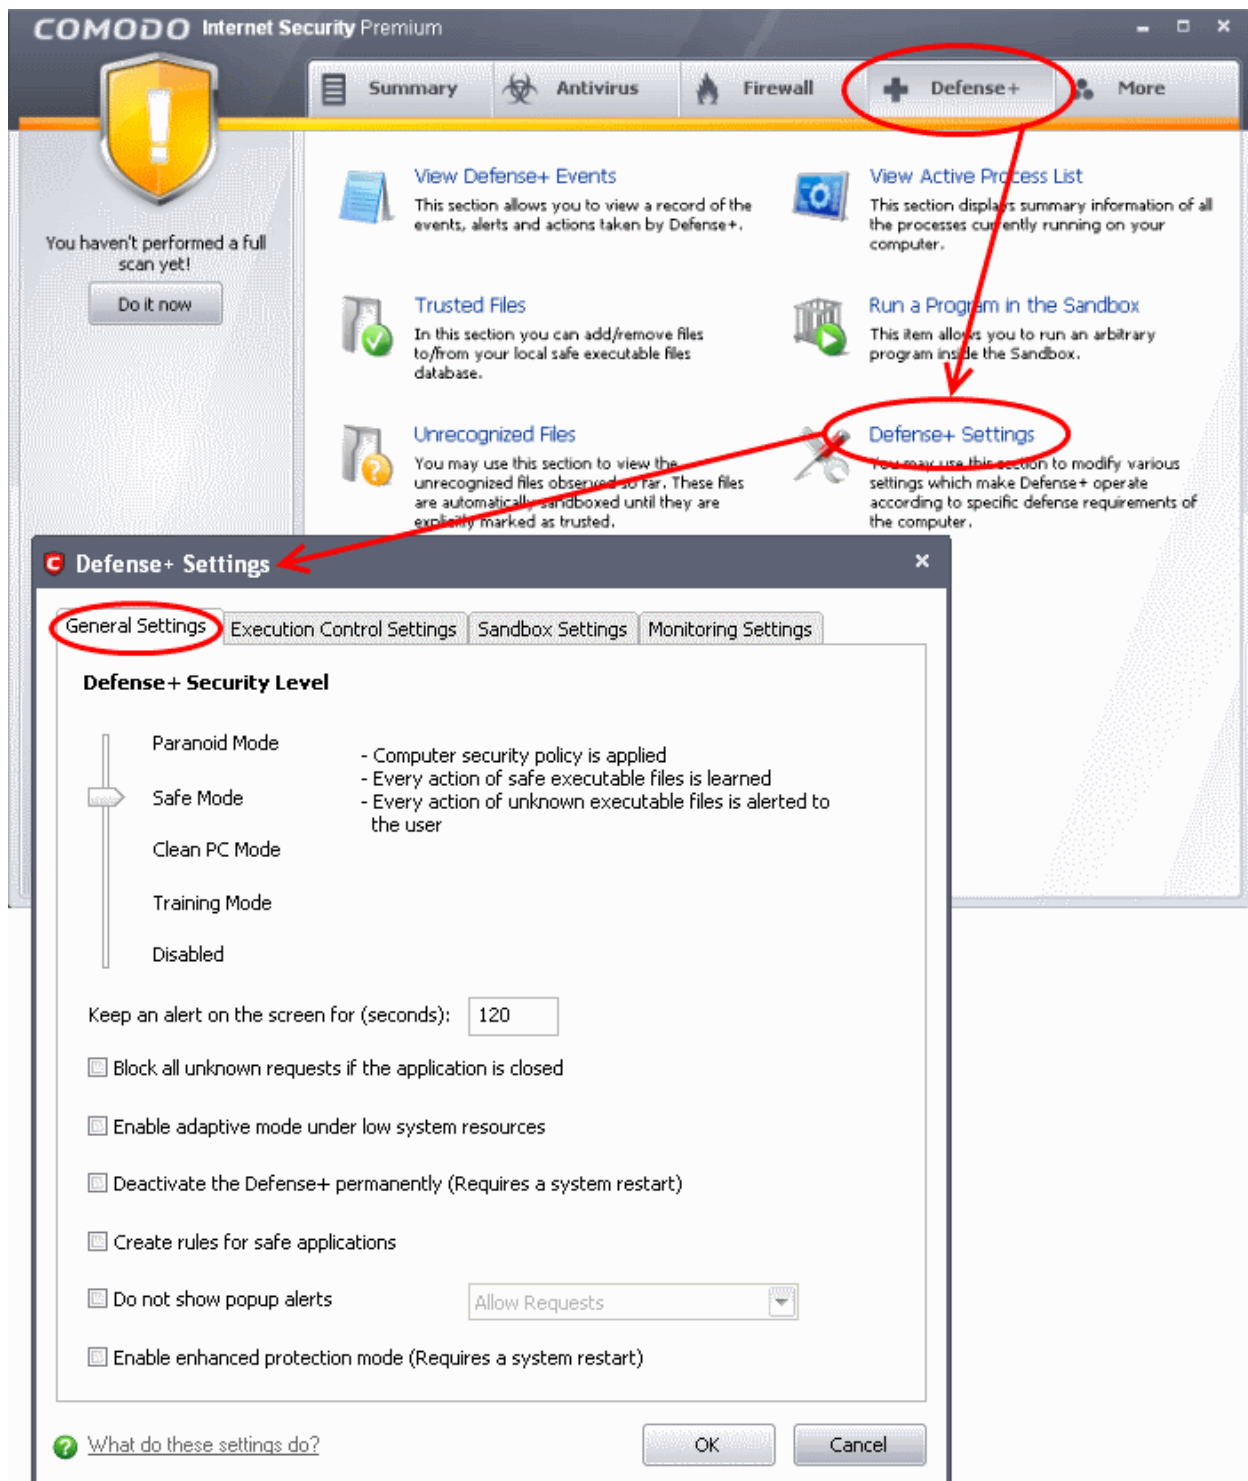 COMODO Internet Security Premium
Summary
Antivirus
Firewall
Defense+
More
You haven't performed a full
scan yet!
Do it now
View Defense+ Events
This section allows you to view a record of the
events, alerts and actions taken by Defense+.
View Active Process List
This section displays summary information of all
the processes currently running on your
computer.
Trusted Files
In this section you can add/remove files
to/from your local safe executable files
database.
Run a Program in the Sandbox
This item allows you to run an arbitrary
program inside the Sandbox.
Unrecognized Files
You may use this section to view the
unrecognized files observed so far. These files
are automatically sandboxed until they are
explicitly marked as trusted.
Defense+ Settings
You may use this section to modify various
settings which make Defense+ operate
according to specific defense requirements of
the computer.
Defense+ Settings
General Settings
Execution Control Settings
Sandbox Settings
Monitoring Settings
Defense+ Security Level
Paranoid Mode
Safe Mode
Clean PC Mode
Training Mode
Disabled
- Computer security policy is applied
- Every action of safe executable files is learned
- Every action of unknown executable files is alerted to
the user
Keep an alert on the screen for (seconds): 120
Block all unknown requests if the application is closed
Enable adaptive mode under low system resources
Deactivate the Defense+ permanently (Requires a system restart)
Create rules for safe applications
Do not show popup alerts
Allow Requests
Enable enhanced protection mode (Requires a system restart)
What do these settings do?
OK
Cancel